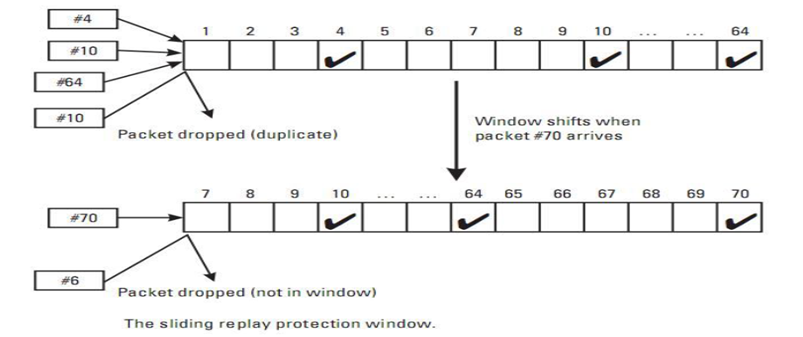 #4
1 2 3 4 5 6 7 8 9 10 ... ... 64
#10
#64
#10
Packet dropped (duplicate)
Window shifts when
packet #70 arrives
7 8 9 10 ... ... 64 65 66 67 68 69 70
#70
#6
Packet dropped (not in window)
The sliding replay protection window.